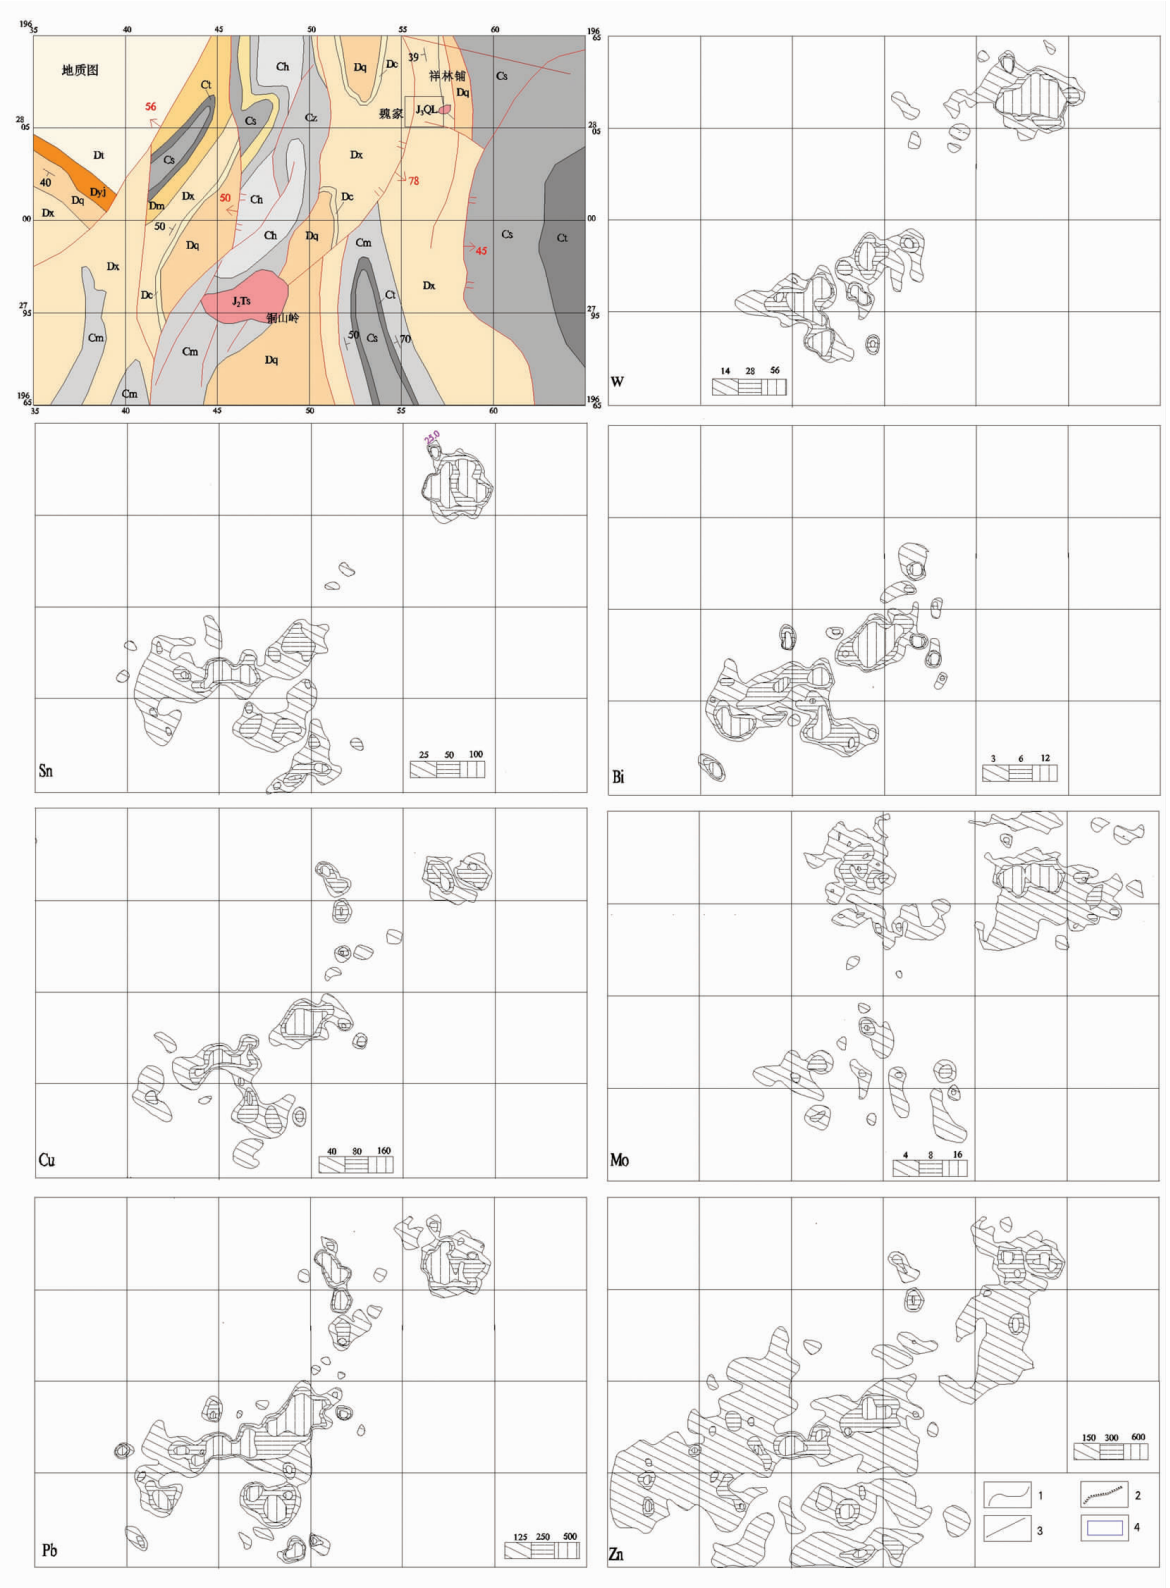 196
35
40
45
50
55
60
196
65
地质图
Ct
Ch
Dq
Dc
39
祥林铺
Cs
56
Dq
28
05
Cs
Cz
魏家
J₃QL
28
05
Dt
Cs
Dx
40
Dyj
Dm
Dx
50
Ch
Dc
78
Dq
Dx
00
50
Ch
Dq
Cm
Cs
Ct
00
Dq
45
Dx
Dc
J₂Ts
Ct
Dx
27
95
铜山岭
27
95
Cm
Cm
50
Cs
70
Dq
Cm
196
65
35
40
45
50
55
60
196
65
W
14 28 56
25.0
Sn
25 50 100
Bi
3 6 12
Cu
40 80 160
Mo
4 8 16
Pb
125 250 500
Zn
150 300 600
1
2
3
4